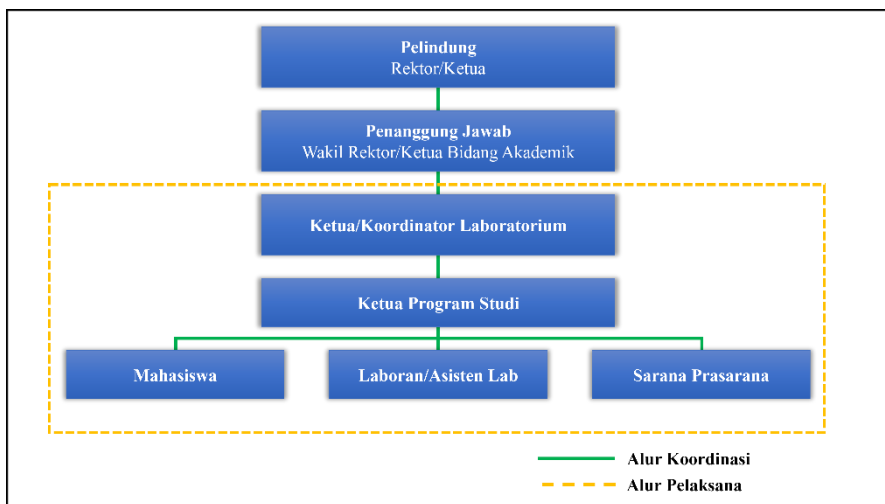 Pelindung
Rektor/Ketua
Penanggung Jawab
Wakil Rektor/Ketua Bidang Akademik
Ketua/Koordinator Laboratorium
Ketua Program Studi
Mahasiswa
Laboran/Asisten Lab
Sarana Prasarana
Alur Koordinasi
Alur Pelaksana